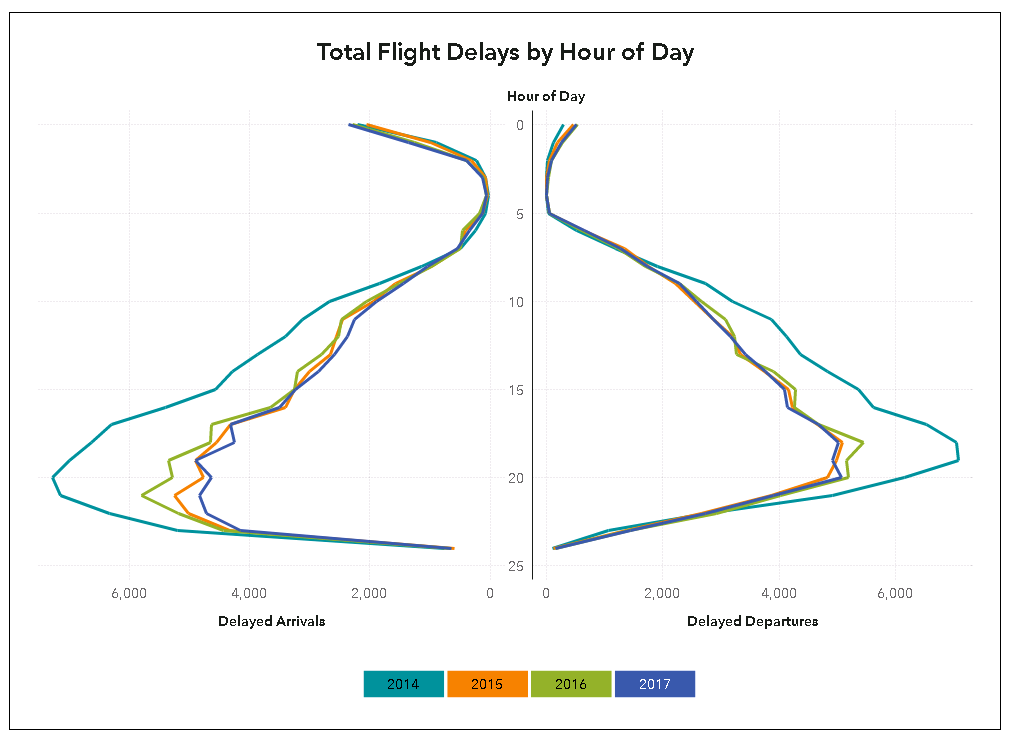 Total Flight Delays by Hour of Day
Hour of Day
0
5
10
15
20
25
6,000 4,000 2,000 0 0 2,000 4,000 6,000
Delayed Arrivals Delayed Departures
2014 2015 2016 2017